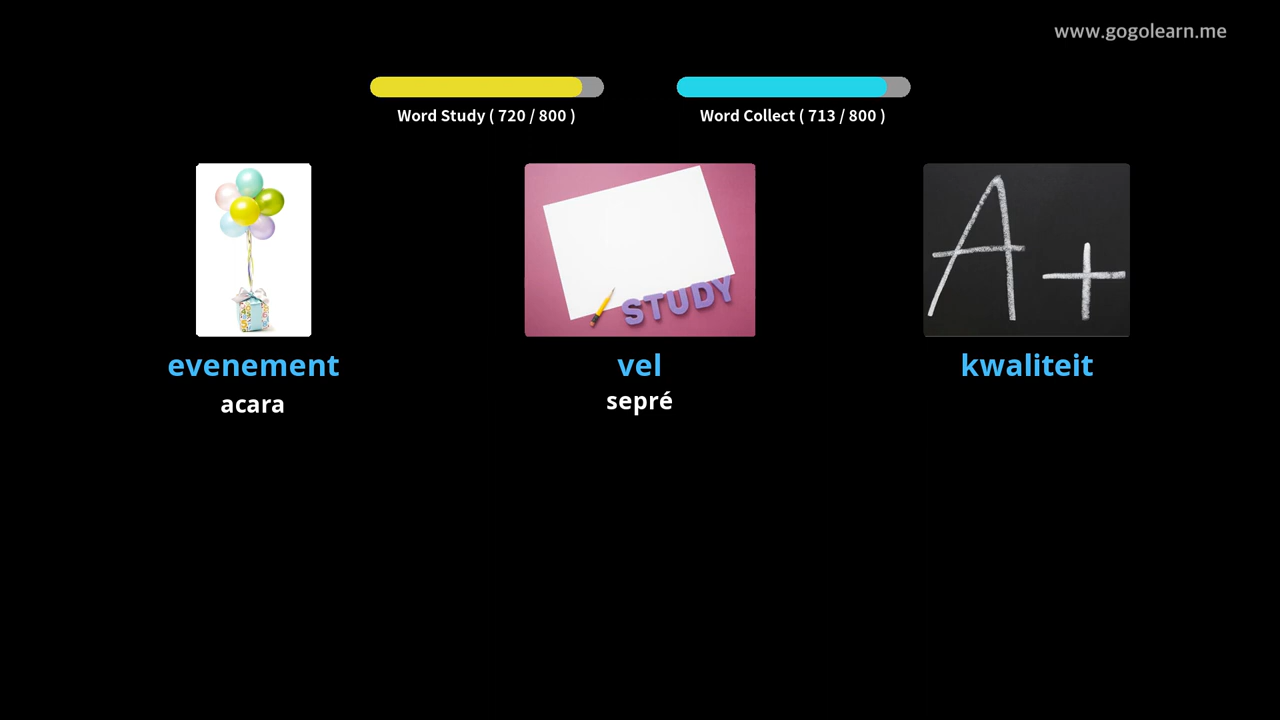 www.gogolearn.me
Word Study ( 720 / 800 )
Word Collect ( 713 / 800 )
STUDY
A+
evenement
vel
kwaliteit
acara
sepré